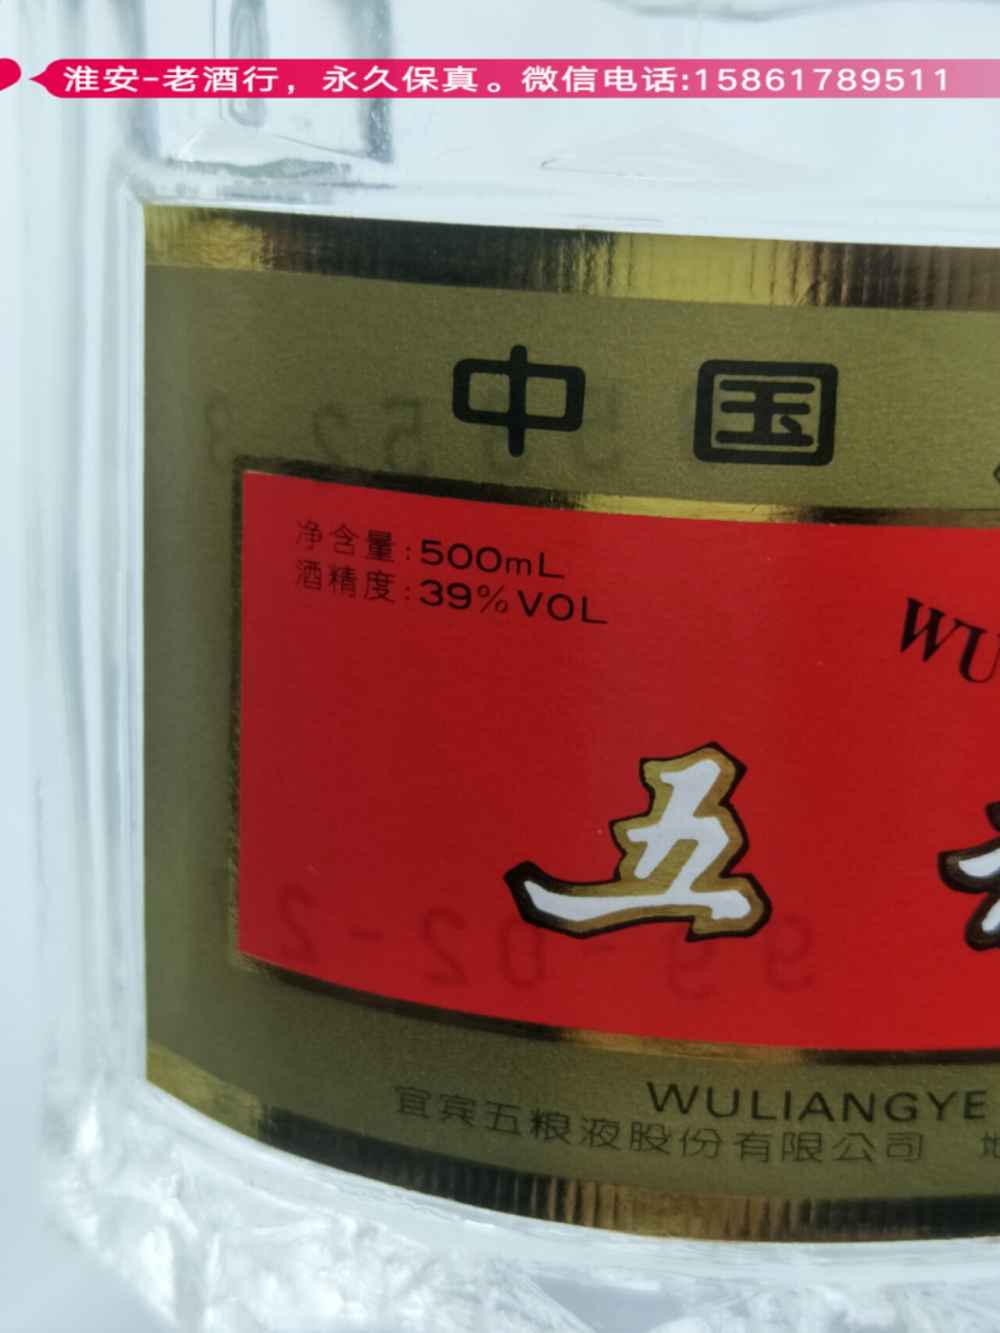 淮安-老酒行，永久保真。微信电话:15861789511
中国
净含量:500mL
酒精度:39%VOL
WU
五
WULIANGYE
宜宾五粮液股份有限公司